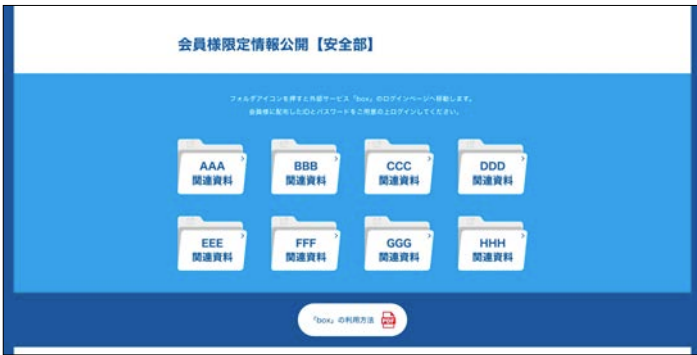 会員様限定情報公開【安全部】
フォルダアイコンを押すと外部サービス「box」のログインページへ移動します。
会員様に配布したIDとパスワードをご用意の上ログインしてください。
AAA
関連資料
BBB
関連資料
CCC
関連資料
DDD
関連資料
EEE
関連資料
FFF
関連資料
GGG
関連資料
HHH
関連資料
「box」の利用方法
PDF